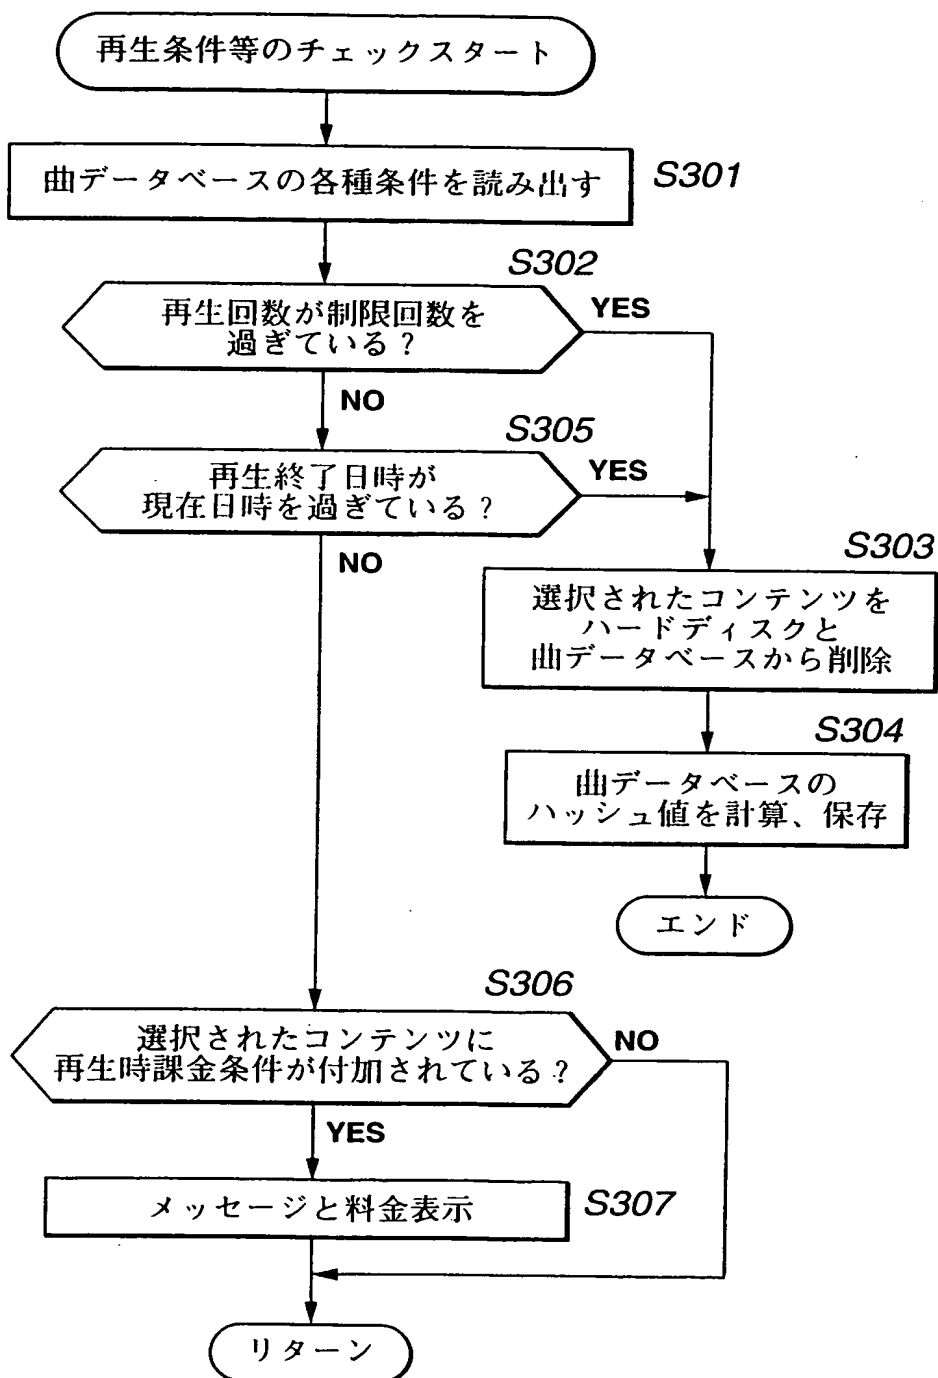 再生条件等のチェックスタート
曲データベースの各種条件を読み出す
S301
S302
再生回数が制限回数を
過ぎている?
YES
NO
S305
再生終了日時が
現在日時を過ぎている?
YES
NO
S303
選択されたコンテンツを
ハードディスクと
曲データベースから削除
S304
曲データベースの
ハッシュ値を計算、保存
エンド
S306
選択されたコンテンツに
再生時課金条件が付加されている?
NO
YES
メッセージと料金表示
S307
リターン